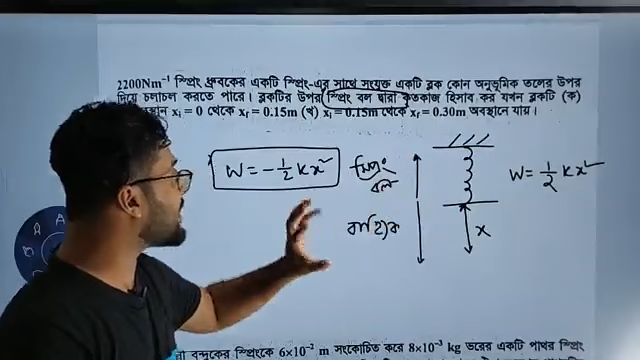 2200Nm⁻¹ স্প্রিং ধ্রুবকের একটি স্প্রিং-এর সাথে সংযুক্ত একটি ব্লক কোন অনুভূমিক তলের উপর
দিয়ে চলাচল করতে পারে। ব্লকটির উপর স্প্রিং বল দ্বারা কৃতকাজ হিসাব কর যখন ব্লকটি (ক)
xᵢ = 0 থেকে x_f = 0.15m (খ) xᵢ = 0.15m থেকে x_f = 0.30m অবস্থানে যায়।
W = -½Kx²
স্প্রিং
বল
বাহ্যিক
x
W = ½Kx²
A
A
বন্দুকের স্প্রিংকে 6×10⁻² m সংকোচিত করে 8×10⁻³ kg ভরের একটি পাথর স্প্রিং